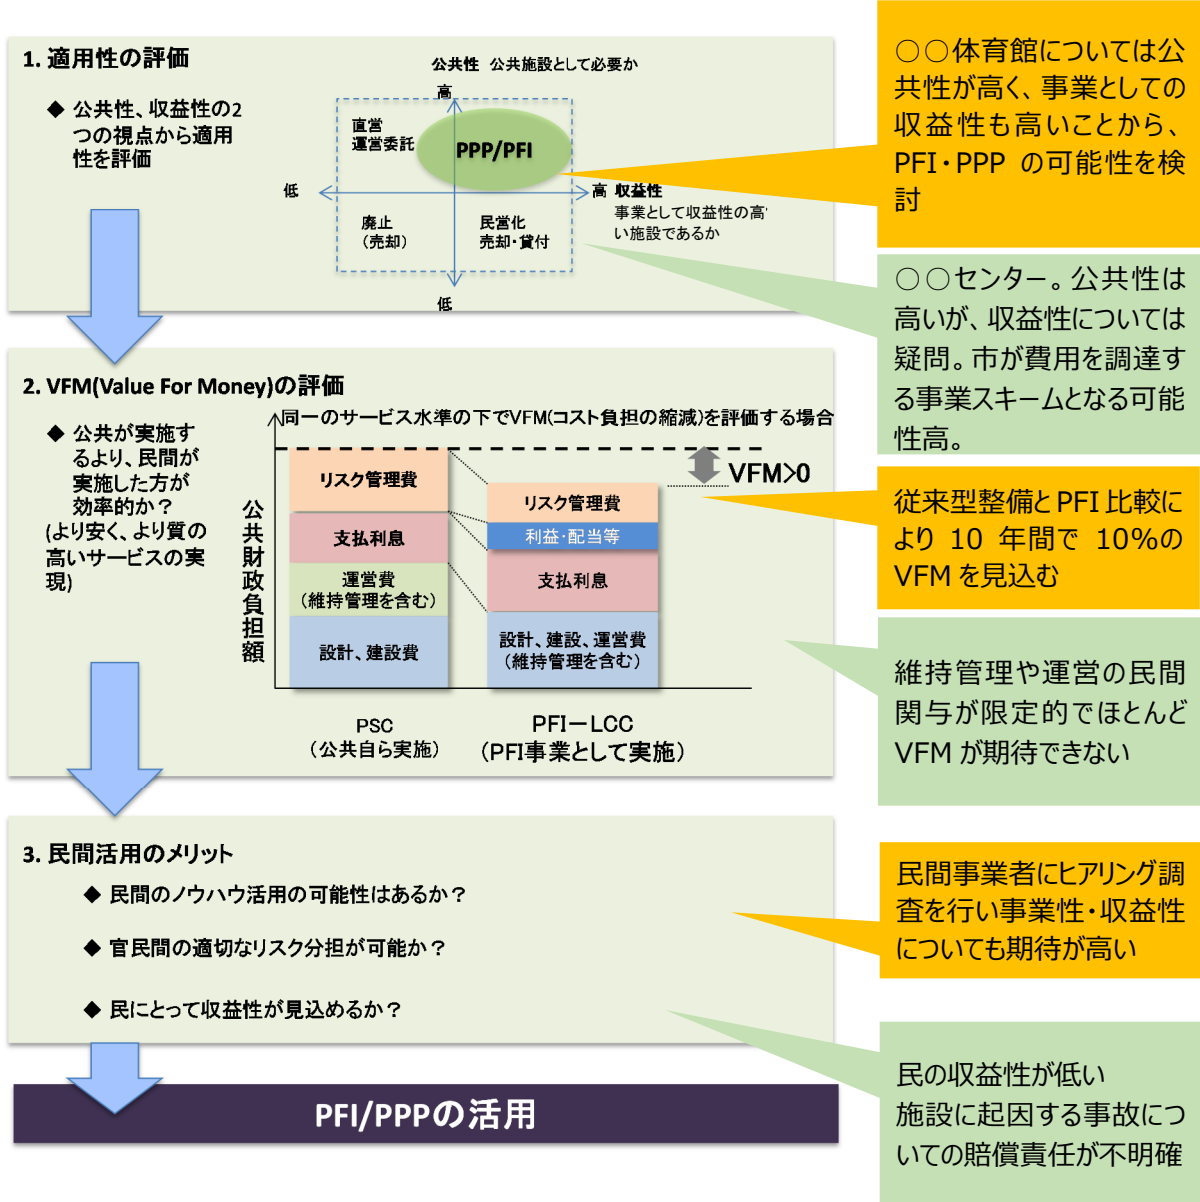 1. 適用性の評価
◆ 公共性、収益性の2
つの視点から適用
性を評価
公共性 公共施設として必要か
高
直営
運営委託
PPP/PFI
低
高 収益性
事業として収益性の高
い施設であるか
廃止
（売却）
民営化
売却・貸付
低
○○体育館については公
共性が高く、事業としての
収益性も高いことから、
PFI・PPP の可能性を検
討
○○センター。公共性は
高いが、収益性については
疑問。市が費用を調達す
る事業スキームとなる可能
性高。
2. VFM(Value For Money)の評価
◆ 公共が実施す
るより、民間が
実施した方が
効率的か？
(より安く、より質の
高いサービスの実
現)
同一のサービス水準の下でVFM(コスト負担の縮減)を評価する場合
公共財政負担額
リスク管理費
支払利息
運営費
（維持管理を含む）
設計、建設費
VFM>0
リスク管理費
利益・配当等
支払利息
設計、建設、運営費
（維持管理を含む）
PSC
（公共自ら実施）
PFI－LCC
（PFI事業として実施）
従来型整備と PFI 比較に
より 10 年間で 10%の
VFM を見込む
維持管理や運営の民間
関与が限定的でほとんど
VFM が期待できない
3. 民間活用のメリット
◆ 民間のノウハウ活用の可能性はあるか？
◆ 官民間の適切なリスク分担が可能か？
◆ 民にとって収益性が見込めるか？
民間事業者にヒアリング調
査を行い事業性・収益性
についても期待が高い
民の収益性が低い
施設に起因する事故につ
いての賠償責任が不明確
PFI/PPPの活用